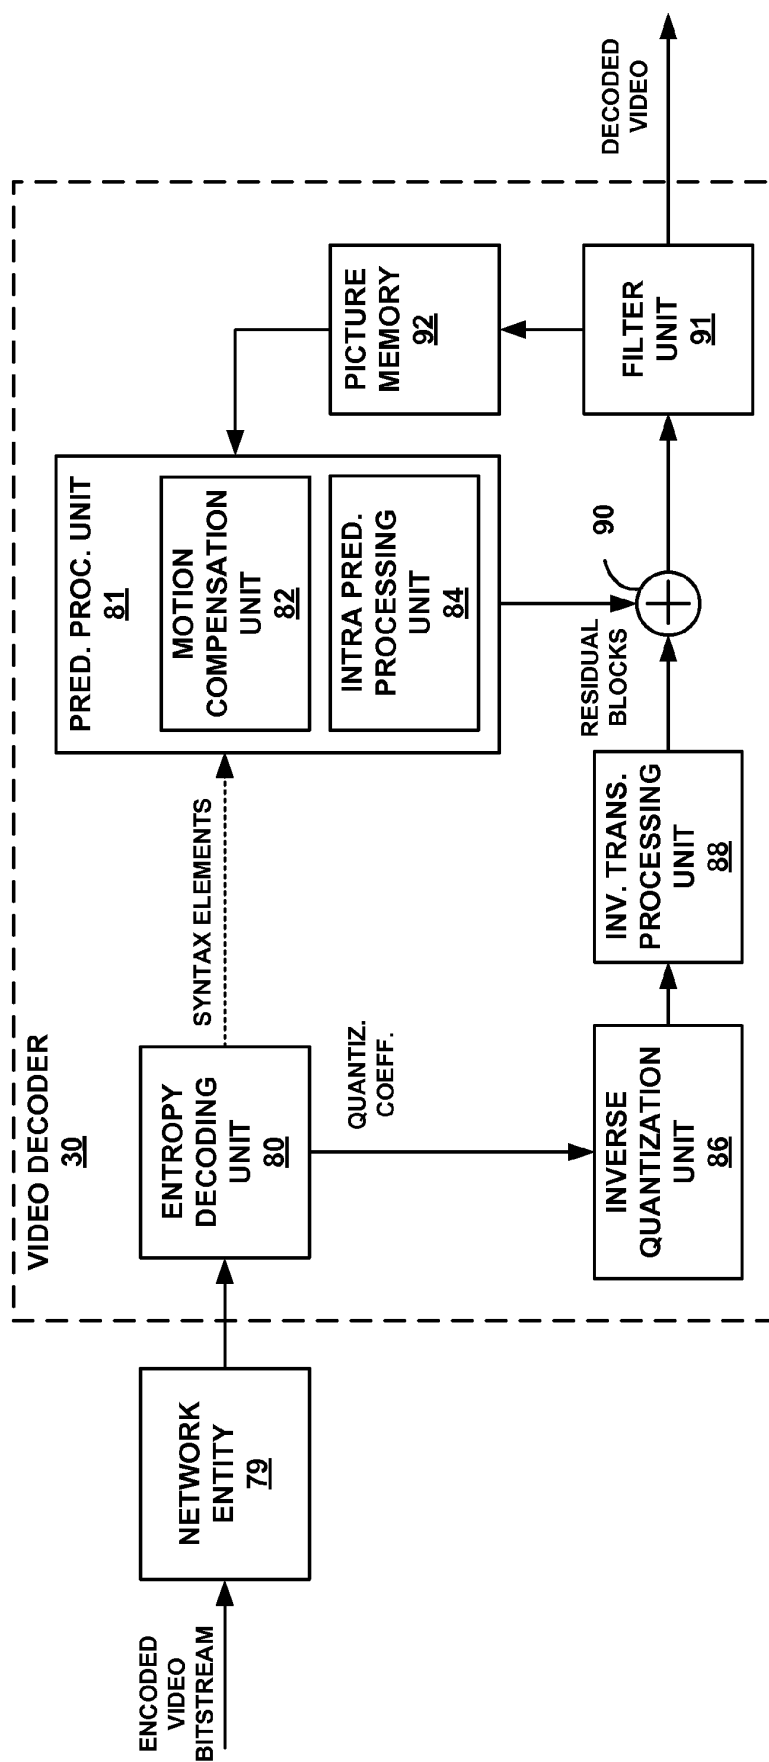 ENCODED
VIDEO
BITSTREAM
NETWORK
ENTITY
79
VIDEO DECODER
30
ENTROPY
DECODING
UNIT
80
SYNTAX ELEMENTS
QUANTIZ.
COEFF.
PRED. PROC. UNIT
81
MOTION
COMPENSATION
UNIT
82
INTRA PRED.
PROCESSING
UNIT
84
INVERSE
QUANTIZATION
UNIT
86
INV. TRANS.
PROCESSING
UNIT
88
RESIDUAL
BLOCKS
90
PICTURE
MEMORY
92
FILTER
UNIT
91
DECODED
VIDEO